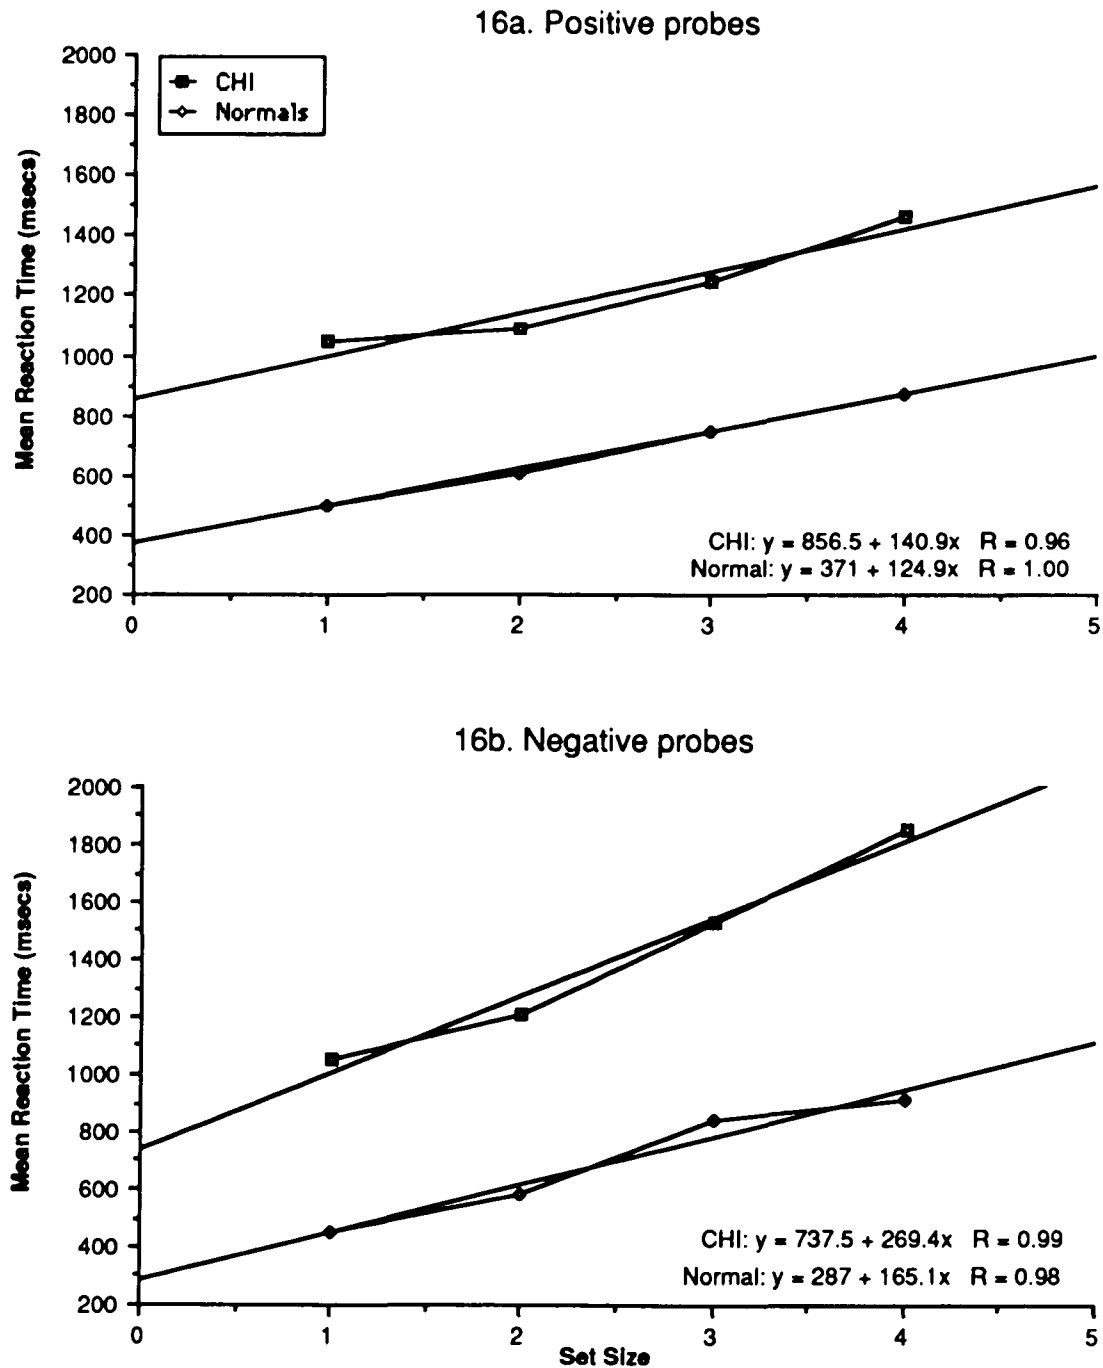 16a. Positive probes
2000
1800
1600
1400
1200
1000
800
600
400
200
Mean Reaction Time (msecs)
CHI
Normals
CHI: y = 856.5 + 140.9x R = 0.96
Normal: y = 371 + 124.9x R = 1.00
0 1 2 3 4 5
16b. Negative probes
2000
1800
1600
1400
1200
1000
800
600
400
200
Mean Reaction Time (msecs)
CHI: y = 737.5 + 269.4x R = 0.99
Normal: y = 287 + 165.1x R = 0.98
0 1 2 3 4 5
Set Size